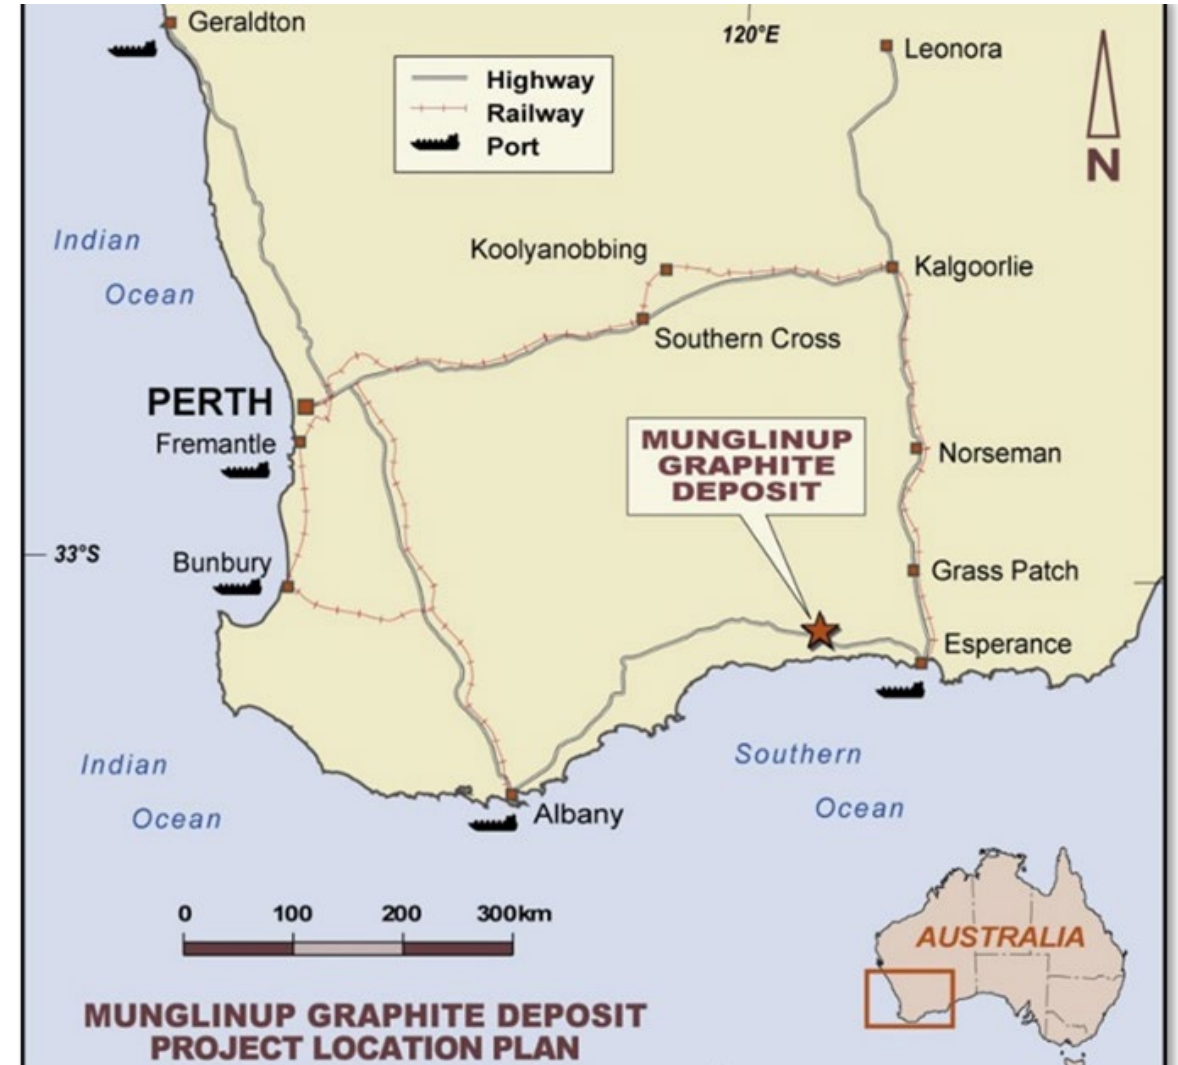 Geraldton
120°E
Leonora
Highway
Railway
Port
N
Indian
Ocean
Koolyanobbing
Kalgoorlie
Southern Cross
PERTH
Fremantle
MUNGLINUP
GRAPHITE
DEPOSIT
Norseman
33°S
Bunbury
Grass Patch
Esperance
Indian
Ocean
Southern
Ocean
Albany
0 100 200 300km
AUSTRALIA
MUNGLINUP GRAPHITE DEPOSIT
PROJECT LOCATION PLAN